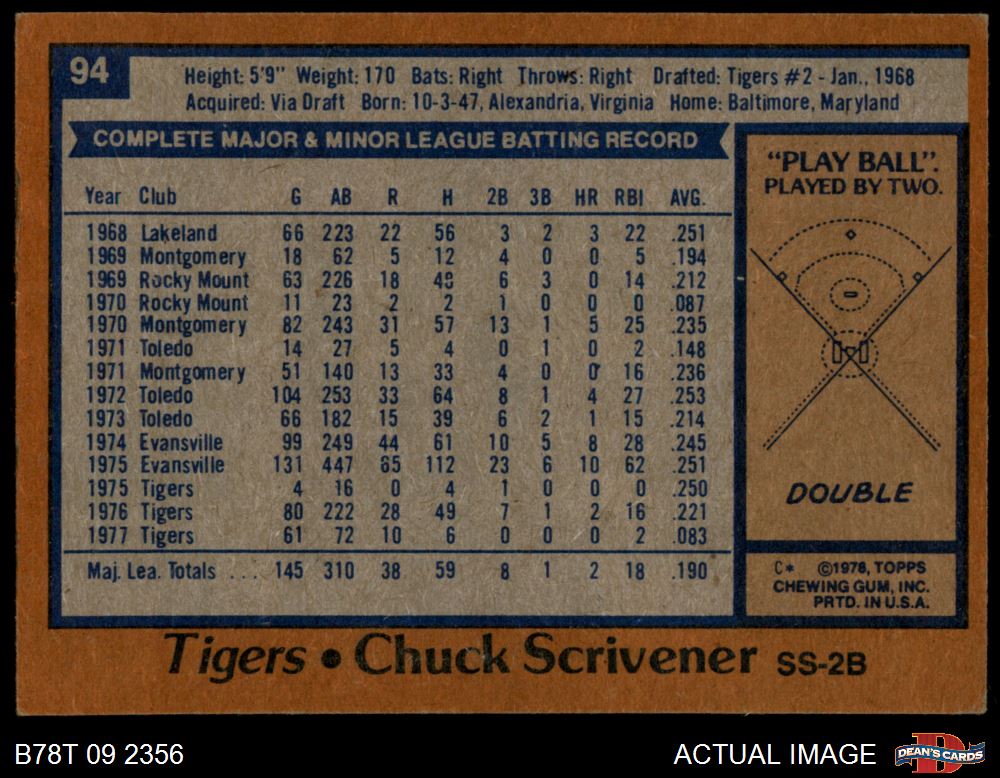 94
Height: 5'9" Weight: 170 Bats: Right Throws: Right Drafted: Tigers #2 - Jan., 1968
Acquired: Via Draft Born: 10-3-47, Alexandria, Virginia Home: Baltimore, Maryland
COMPLETE MAJOR & MINOR LEAGUE BATTING RECORD
Year Club G AB R H 2B 3B HR RBI AVG.
1968 Lakeland 66 223 22 56 3 2 3 22 .251
1969 Montgomery 18 62 5 12 4 0 0 5 .194
1969 Rocky Mount 63 226 18 48 6 3 0 14 .212
1970 Rocky Mount 11 23 2 2 1 0 0 0 .087
1970 Montgomery 82 243 31 57 13 1 5 25 .235
1971 Toledo 14 27 5 4 0 1 0 2 .148
1971 Montgomery 51 140 13 33 4 0 0 16 .236
1972 Toledo 104 253 33 64 8 1 4 27 .253
1973 Toledo 66 182 15 39 6 2 1 15 .214
1974 Evansville 99 249 44 61 10 5 8 28 .245
1975 Evansville 131 447 65 112 23 6 10 62 .251
1975 Tigers 4 16 0 4 1 0 0 0 .250
1976 Tigers 80 222 28 49 7 1 2 16 .221
1977 Tigers 61 72 10 6 0 0 0 2 .083
Maj. Lea. Totals ... 145 310 38 59 8 1 2 18 .190
"PLAY BALL".
PLAYED BY TWO.
DOUBLE
C* ©1978, TOPPS
CHEWING GUM, INC.
PRTD. IN U.S.A.
Tigers • Chuck Scrivener SS-2B
B78T 09 2356
ACTUAL IMAGE
DEAN'S CARDS